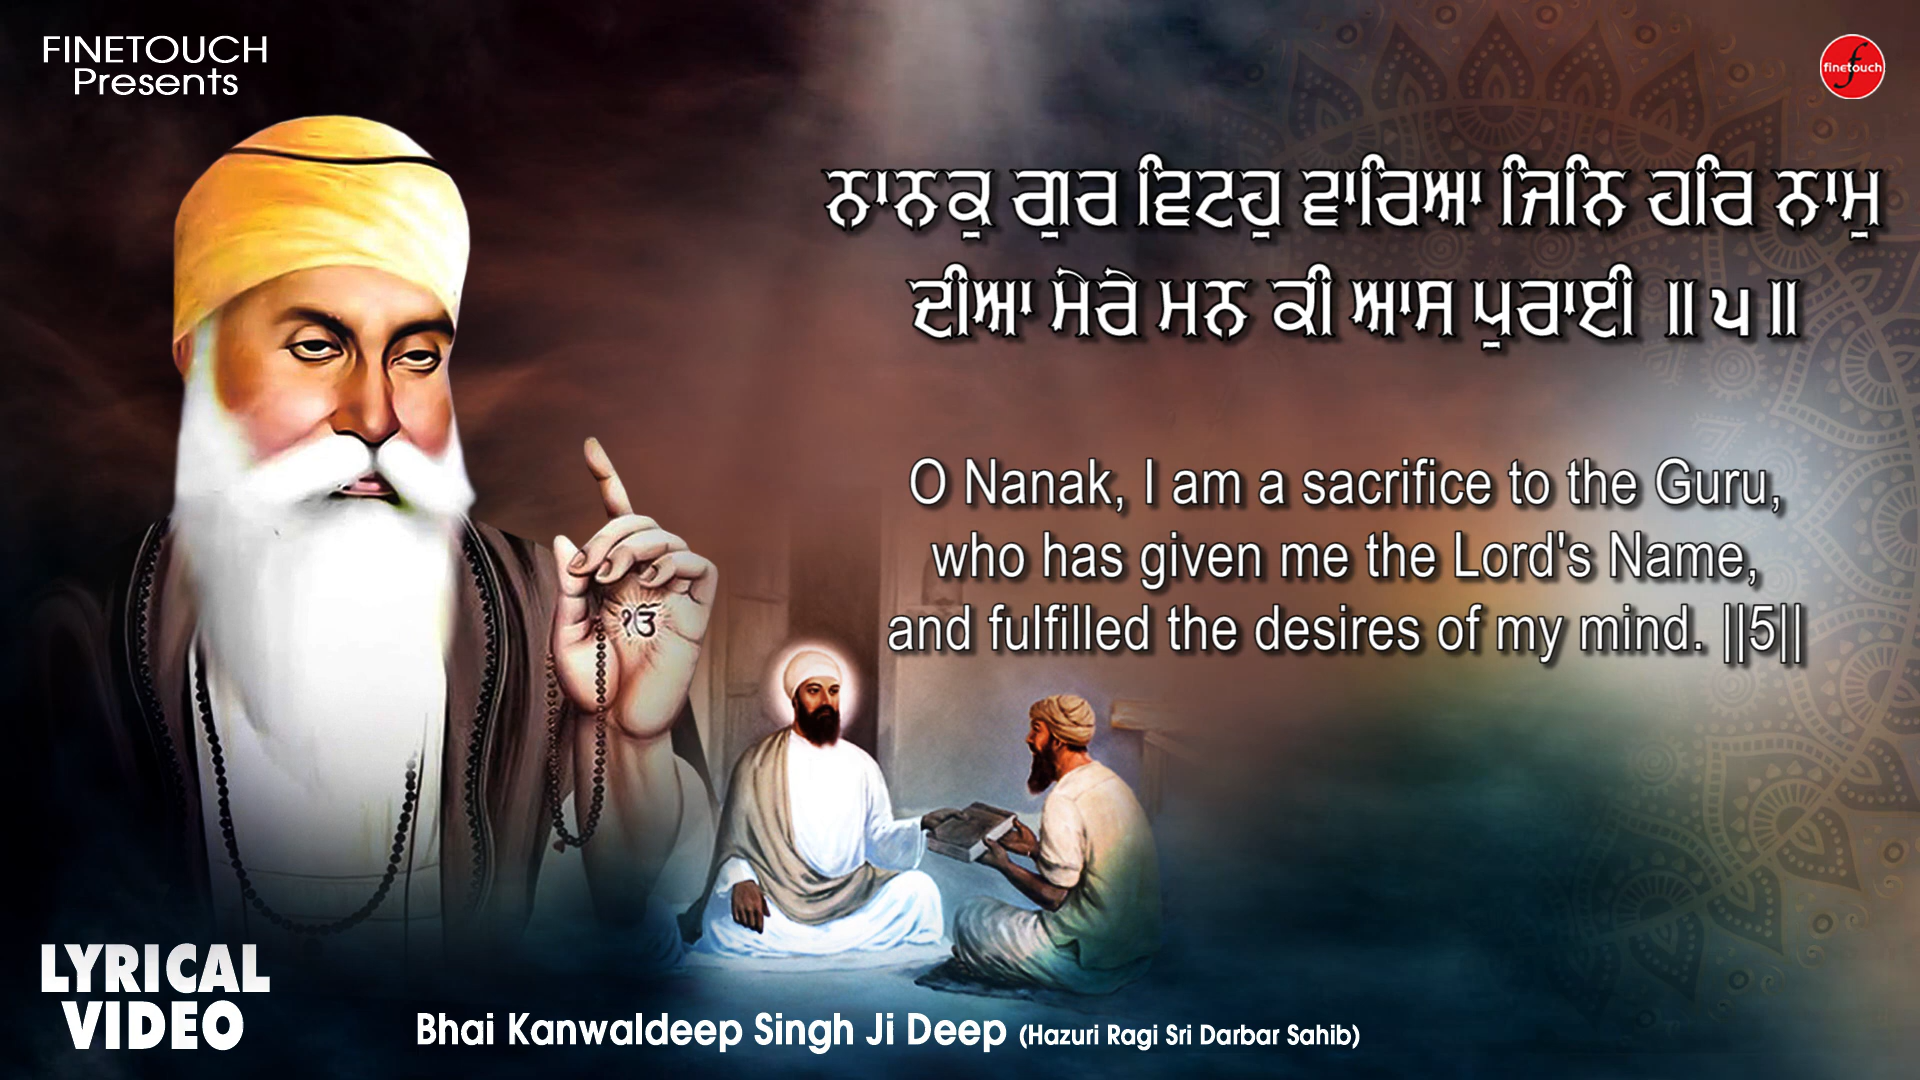 FINETOUCH
Presents
finetouch
ਨਾਨਕੁ ਗੁਰ ਵਿਟਹੁ ਵਾਰਿਆ ਜਿਨਿ ਹਰਿ ਨਾਮੁ
ਦੀਆ ਮੇਰੇ ਮਨ ਕੀ ਆਸ ਪੁਰਾਈ ॥੫॥
O Nanak, I am a sacrifice to the Guru,
who has given me the Lord's Name,
and fulfilled the desires of my mind. ||5||
ੴ
LYRICAL
VIDEO
Bhai Kanwaldeep Singh Ji Deep (Hazuri Ragi Sri Darbar Sahib)